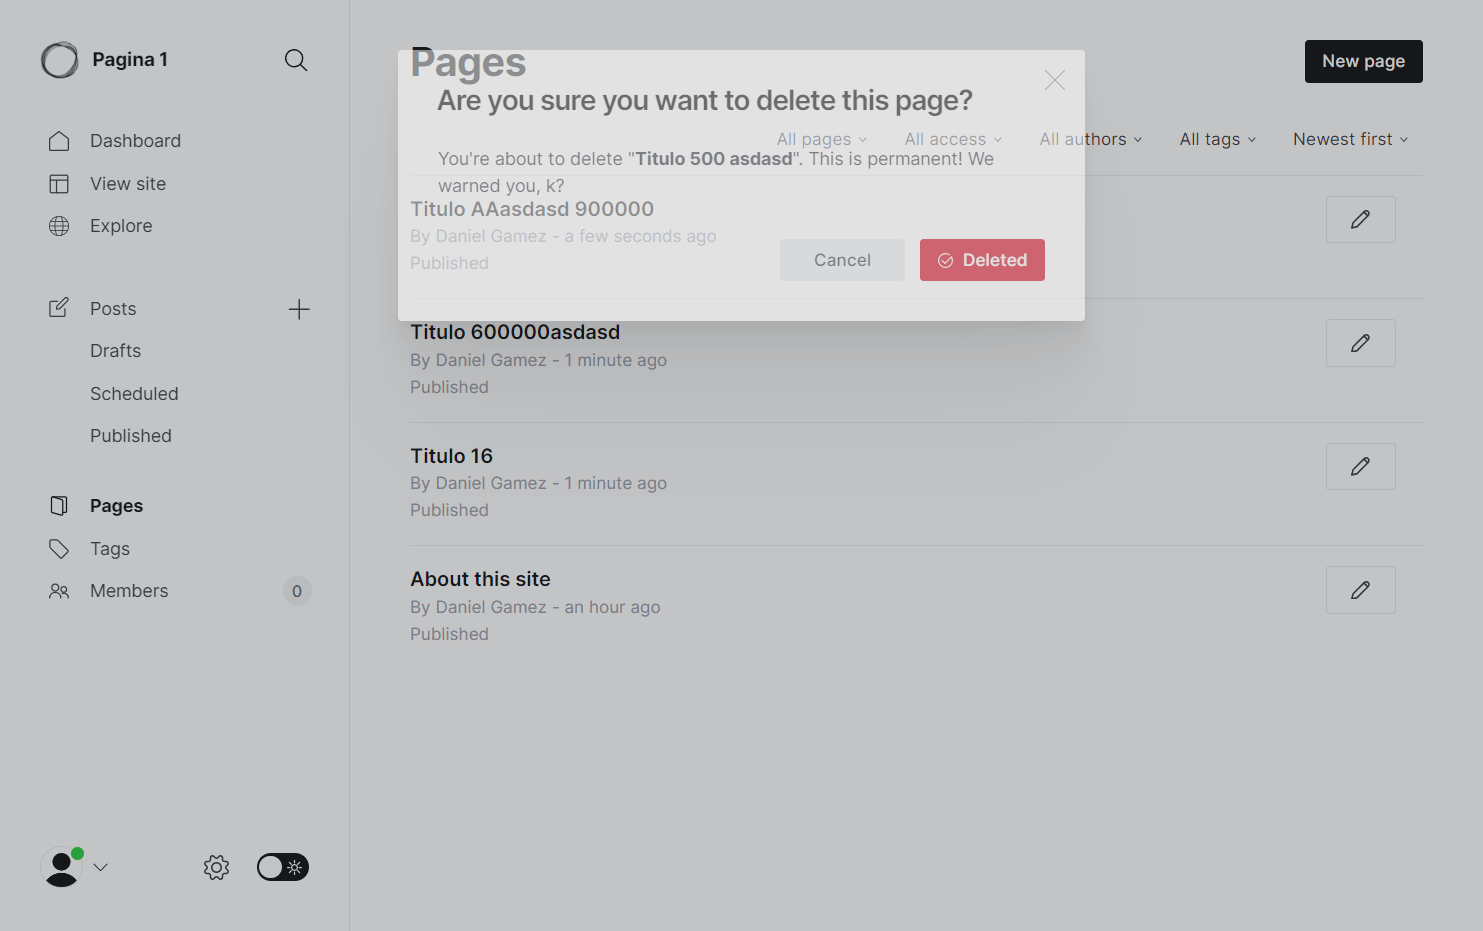 Pagina 1
Dashboard
View site
Explore
Posts
Drafts
Scheduled
Published
Pages
Tags
Members
0
Pages
New page
Are you sure you want to delete this page?
All pages
All access
All authors
All tags
Newest first
You're about to delete "Titulo 500 asdasd". This is permanent! We
warned you, k?
Titulo AAasdasd 900000
By Daniel Gamez - a few seconds ago
Published
Cancel
Deleted
Titulo 600000asdasd
By Daniel Gamez - 1 minute ago
Published
Titulo 16
By Daniel Gamez - 1 minute ago
Published
About this site
By Daniel Gamez - an hour ago
Published